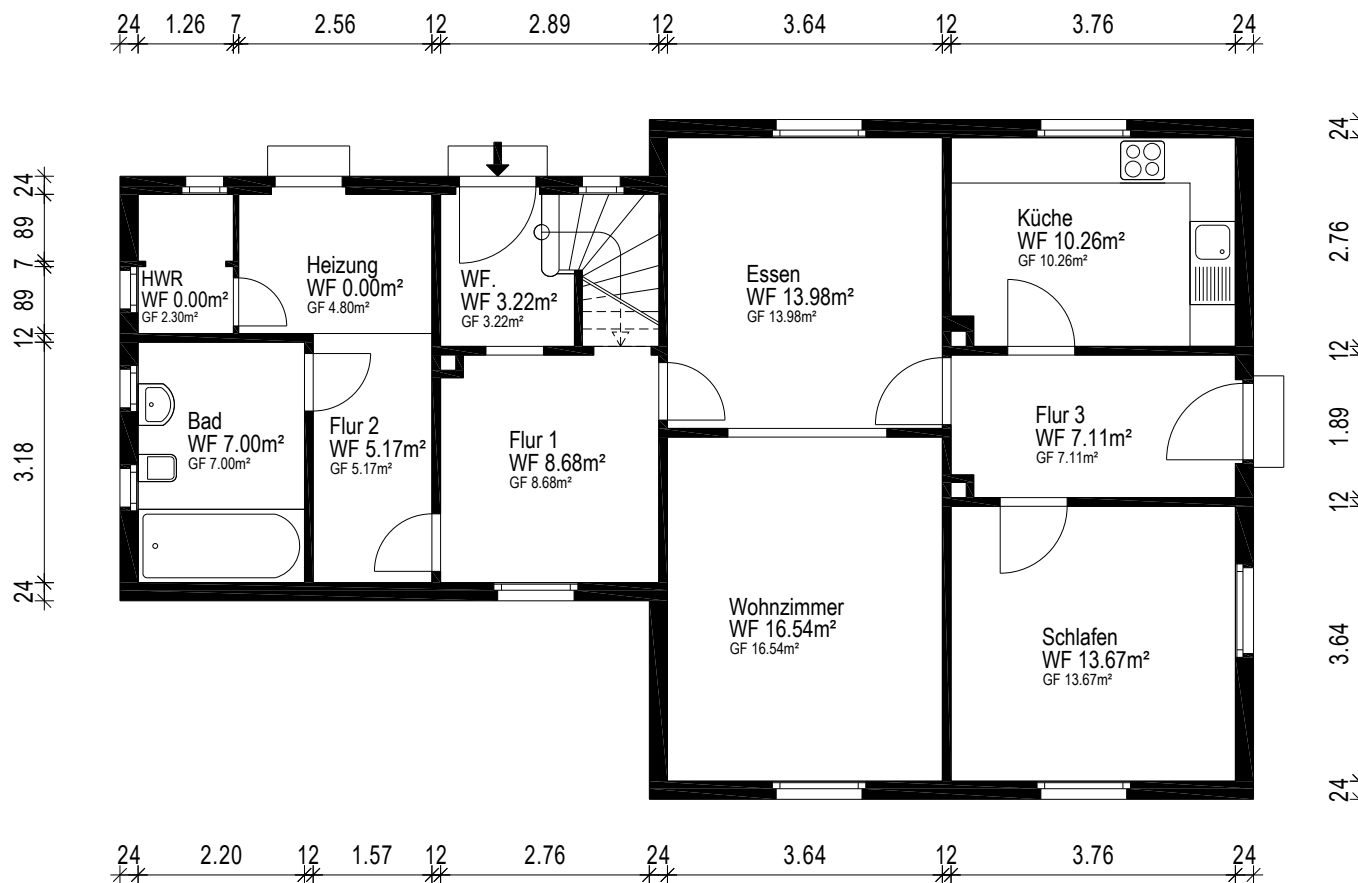 24 1.26 7 2.56 12 2.89 12 3.64 12 3.76 24
24
89
7
89
12
3.18
24
HWR
WF 0.00m²
GF 2.30m²
Heizung
WF 0.00m²
GF 4.80m²
WF.
WF 3.22m²
GF 3.22m²
Essen
WF 13.98m²
GF 13.98m²
Küche
WF 10.26m²
GF 10.26m²
Bad
WF 7.00m²
GF 7.00m²
Flur 2
WF 5.17m²
GF 5.17m²
Flur 1
WF 8.68m²
GF 8.68m²
Flur 3
WF 7.11m²
GF 7.11m²
Wohnzimmer
WF 16.54m²
GF 16.54m²
Schlafen
WF 13.67m²
GF 13.67m²
24
2.76
12
1.89
12
3.64
24
24 2.20 12 1.57 12 2.76 24 3.64 12 3.76 24